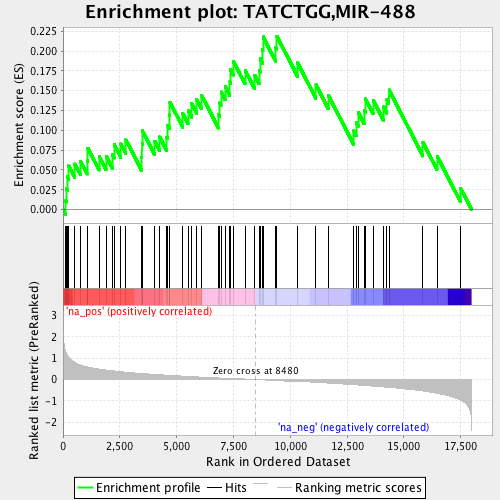 Enrichment plot: TATCTGG,MIR-488
Enrichment score (ES)
0.225
0.200
0.175
0.150
0.125
0.100
0.075
0.050
0.025
0.000
'na_pos' (positively correlated)
Ranked list metric (PreRanked)
3
2
1
0
-1
-2
Zero cross at 8480
'na_neg' (negatively correlated)
0
2,500
5,000
7,500
10,000
12,500
15,000
17,500
Rank in Ordered Dataset
Enrichment profile
Hits
Ranking metric scores